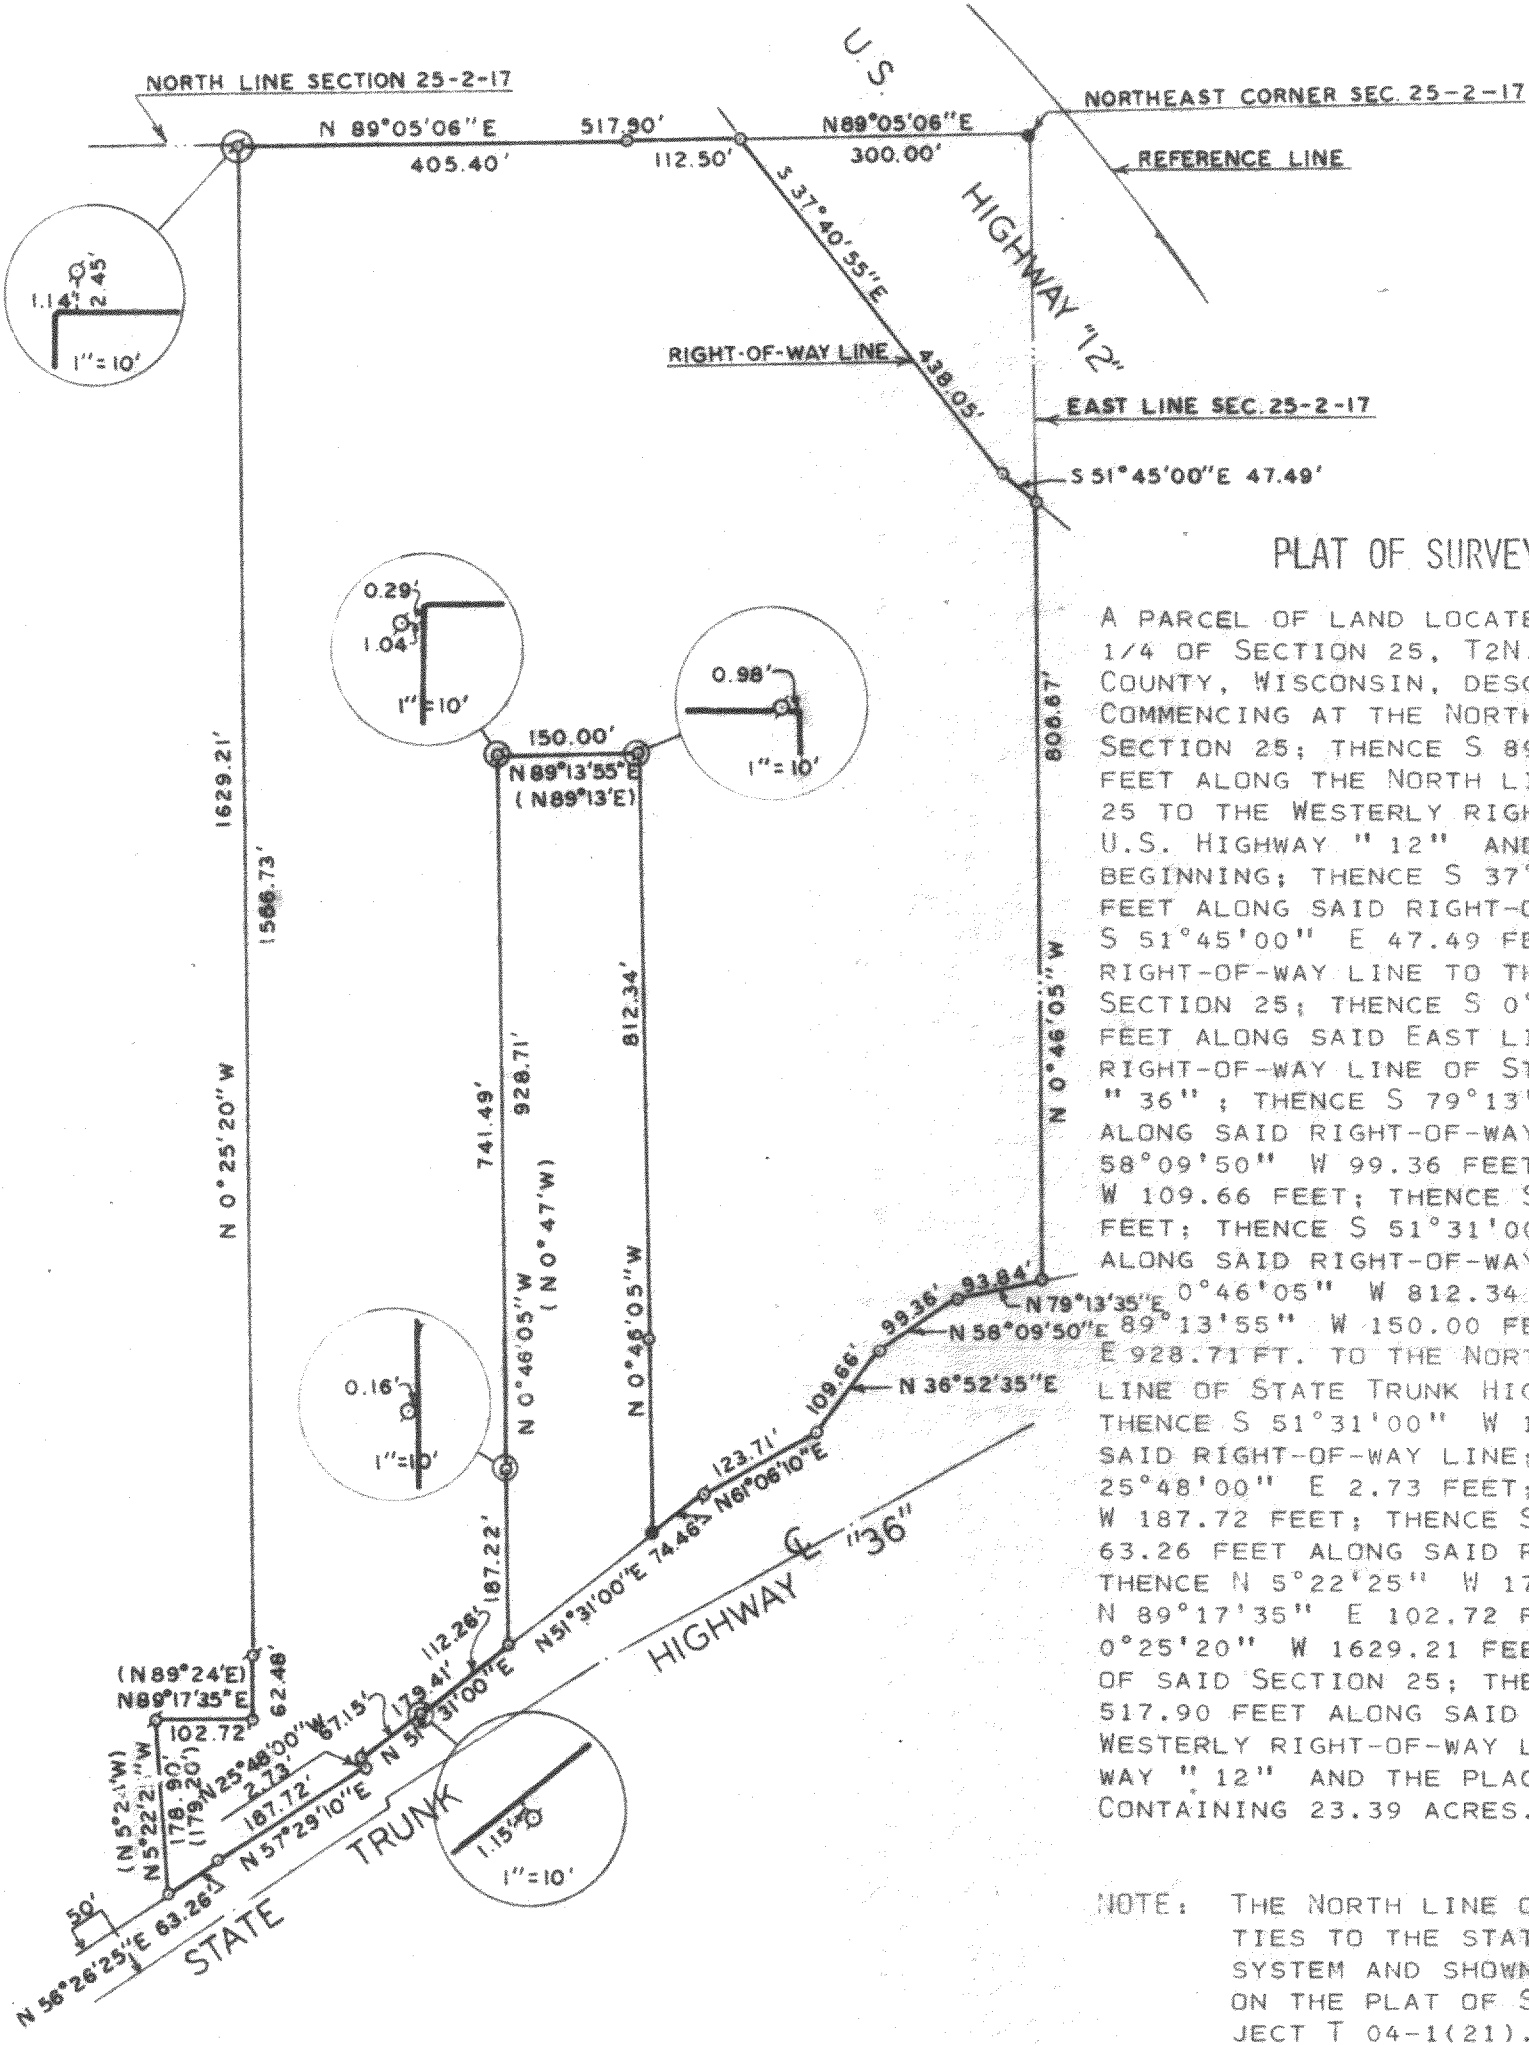 U.S.
NORTH LINE SECTION 25-2-17
NORTHEAST CORNER SEC. 25-2-17
N 89°05'06"E
517.90'
N89°05'06"E
405.40'
112.50'
300.00'
REFERENCE LINE
S 37°40'55"E
438.05'
HIGHWAY "12"
1.14'
2.45'
1"=10'
RIGHT-OF-WAY LINE
EAST LINE SEC. 25-2-17
S 51°45'00"E 47.49'
0.29'
1.04'
1"=10'
0.98'
1"=10'
150.00'
N 89°13'55"E
(N89°13'E)
1629.21'
1566.73'
N 0°25'20"W
741.49'
928.71'
(N 0°47'W)
N 0°46'05"W
812.34'
N 0°46'05"W
806.67'
N 0°46'05"W
93.84'
N 79°13'35"E
99.36'
N 58°09'50"E
109.66'
N 36°52'35"E
123.71'
N61°06'10"E
74.46'
N51°31'00"E
0.16'
1"=10'
187.22'
112.26'
179.41'
N 51°31'00"E
67.15'
(N 89°24'E)
N89°17'35"E
102.72'
62.48'
N25°48'00"W
2.73'
187.72'
N 57°29'10"E
178.90'
(179.20')
50'
N 56°26'25"E 63.26'
1.15'
1"=10'
STATE TRUNK HIGHWAY "36"
PLAT OF SURVEY
A PARCEL OF LAND LOCATE
1/4 OF SECTION 25, T2N.
COUNTY, WISCONSIN, DESC
COMMENCING AT THE NORTH
SECTION 25; THENCE S 89
FEET ALONG THE NORTH LI
25 TO THE WESTERLY RIGH
U.S. HIGHWAY "12" AND
BEGINNING; THENCE S 37°
FEET ALONG SAID RIGHT-O
S 51°45'00" E 47.49 FE
RIGHT-OF-WAY LINE TO TH
SECTION 25; THENCE S 0°
FEET ALONG SAID EAST LI
RIGHT-OF-WAY LINE OF ST
"36"; THENCE S 79°13'
ALONG SAID RIGHT-OF-WAY
58°09'50" W 99.36 FEET
W 109.66 FEET; THENCE S
FEET; THENCE S 51°31'00
ALONG SAID RIGHT-OF-WAY
0°46'05" W 812.34
89°13'55" W 150.00 FE
E 928.71 FT. TO THE NORT
LINE OF STATE TRUNK HIG
THENCE S 51°31'00" W 1
SAID RIGHT-OF-WAY LINE;
25°48'00" E 2.73 FEET;
W 187.72 FEET; THENCE S
63.26 FEET ALONG SAID R
THENCE N 5°22'25" W 17
N 89°17'35" E 102.72 F
0°25'20" W 1629.21 FEE
OF SAID SECTION 25; THE
517.90 FEET ALONG SAID
WESTERLY RIGHT-OF-WAY L
WAY "12" AND THE PLAC
CONTAINING 23.39 ACRES.
NOTE: THE NORTH LINE O
TIES TO THE STAT
SYSTEM AND SHOWN
ON THE PLAT OF S
JECT T 04-1(21).